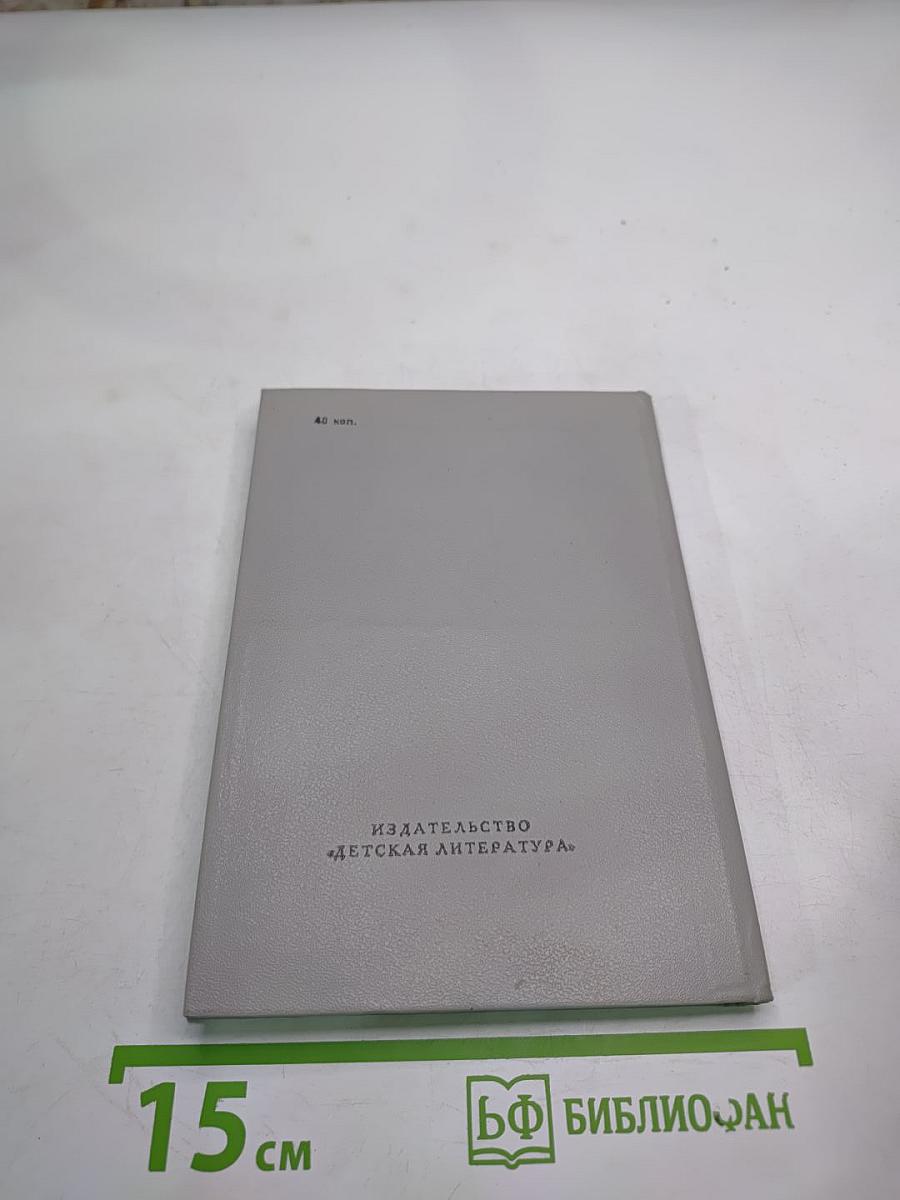 40 коп.
ИЗДАТЕЛЬСТВО
«ДЕТСКАЯ ЛИТЕРАТУРА»
15 см
БФ БИБЛИОФАН